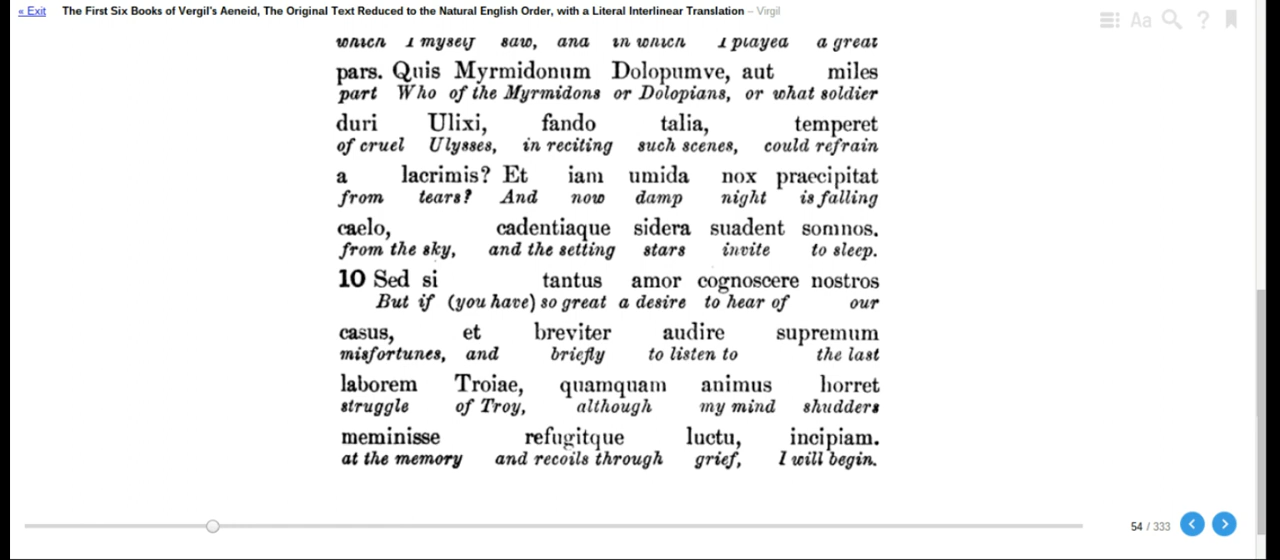 « Exit The First Six Books of Vergil's Aeneid, The Original Text Reduced to the Natural English Order, with a Literal Interlinear Translation – Virgil
Aa ?
which I myself saw, and in which I played a great
pars. Quis Myrmidonum Dolopumve, aut miles
part Who of the Myrmidons or Dolopians, or what soldier
duri Ulixi, fando talia, temperet
of cruel Ulysses, in reciting such scenes, could refrain
a lacrimis? Et iam umida nox praecipitat
from tears? And now damp night is falling
caelo, cadentiaque sidera suadent somnos.
from the sky, and the setting stars invite to sleep.
10 Sed si tantus amor cognoscere nostros
But if (you have) so great a desire to hear of our
casus, et breviter audire supremum
misfortunes, and briefly to listen to the last
laborem Troiae, quamquam animus horret
struggle of Troy, although my mind shudders
meminisse refugitque luctu, incipiam.
at the memory and recoils through grief, I will begin.
54 / 333